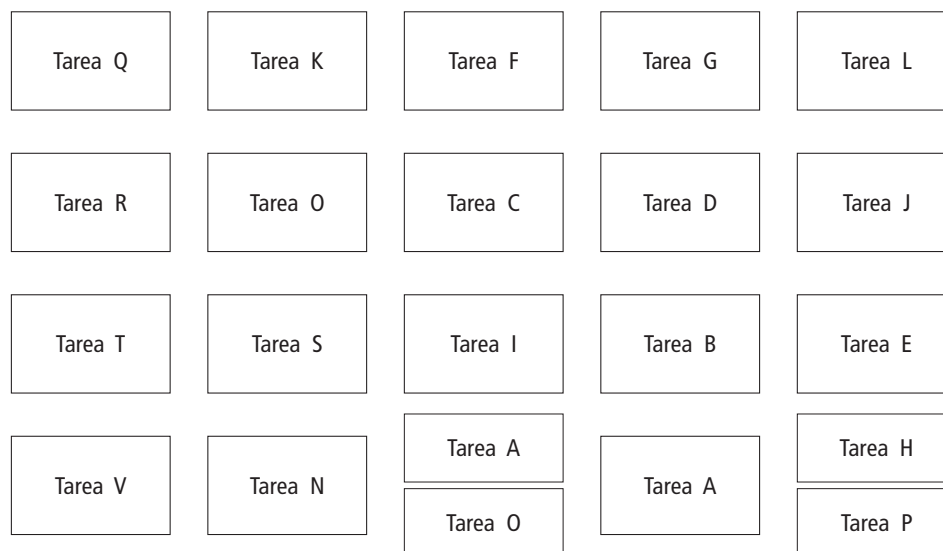 Tarea Q
Tarea K
Tarea F
Tarea G
Tarea L
Tarea R
Tarea O
Tarea C
Tarea D
Tarea J
Tarea T
Tarea S
Tarea I
Tarea B
Tarea E
Tarea V
Tarea N
Tarea A
Tarea O
Tarea A
Tarea H
Tarea P